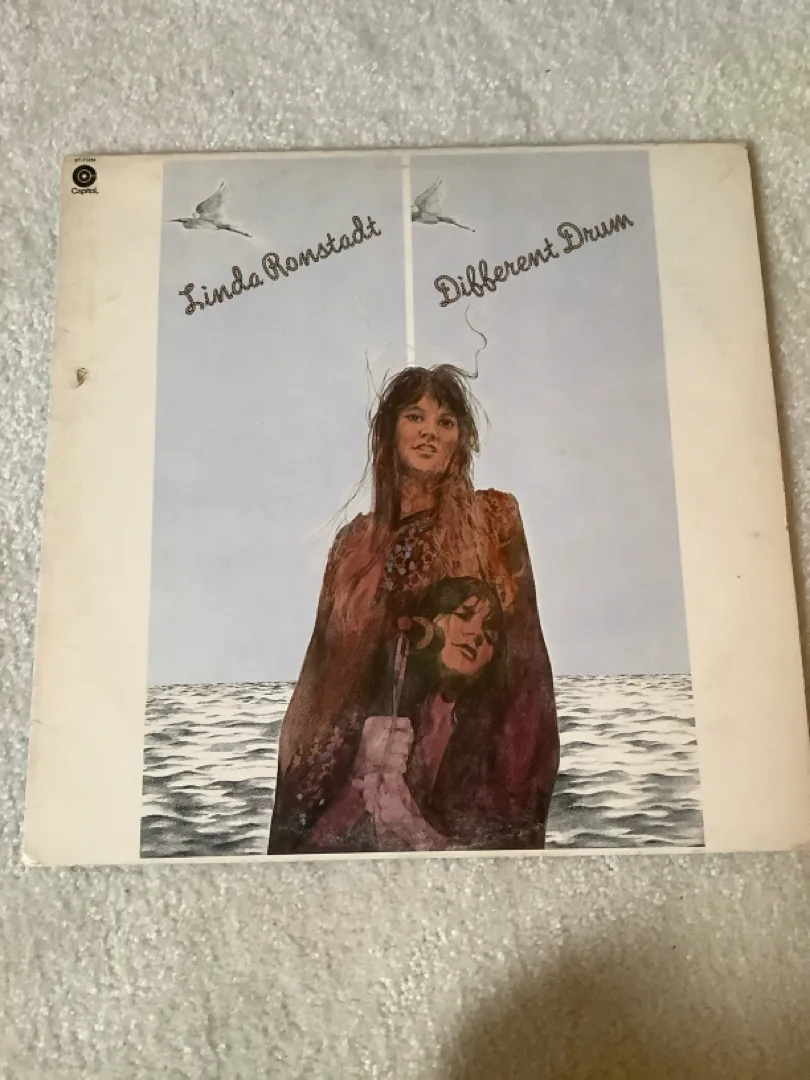 Capitol
Linda Ronstadt
Different Drum